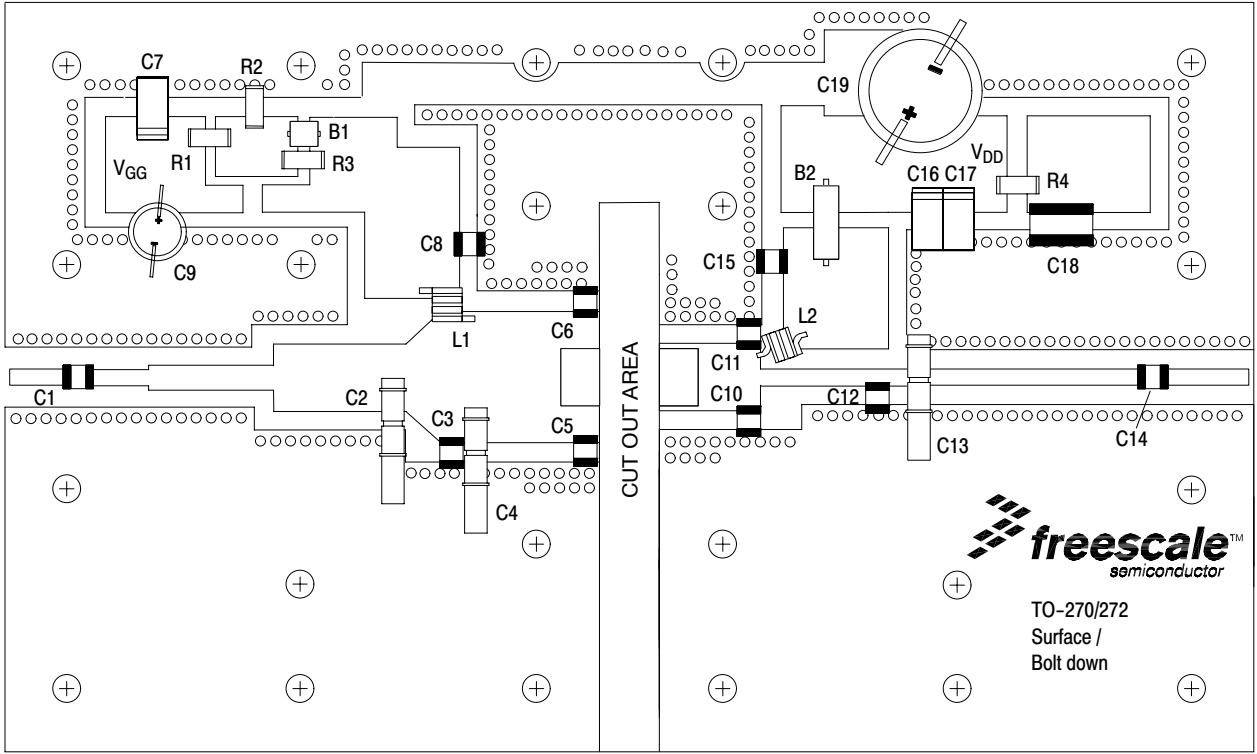 C7
R2
C19
B1
R1
R3
VGG
VDD
C16 C17
B2
R4
C8
C15
C9
C18
C6
L1
L2
C11
C1
C2
C3
C5
C10
C12
C14
C13
C4
CUT OUT AREA
freescale™
semiconductor
TO-270/272
Surface /
Bolt down